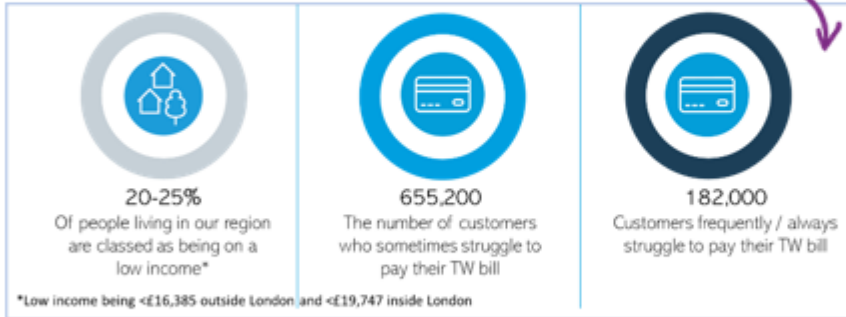 20-25%
Of people living in our region
are classed as being on a
low income*
655,200
The number of customers
who sometimes struggle to
pay their TW bill
182,000
Customers frequently / always
struggle to pay their TW bill
*Low income being <£16,385 outside London and <£19,747 inside London